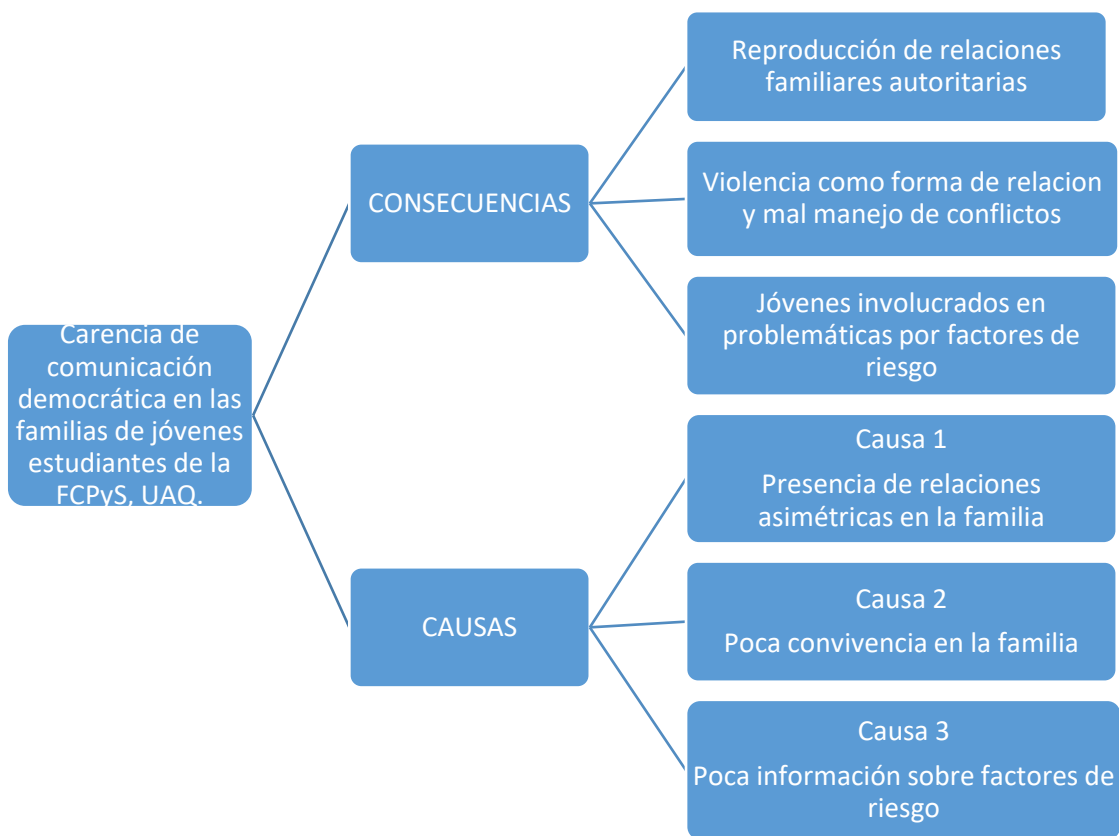 Carencia de
comunicación
democrática en las
familias de jóvenes
estudiantes de la
FCPyS, UAQ.
CONSECUENCIAS
Reproducción de relaciones
familiares autoritarias
Violencia como forma de relacion
y mal manejo de conflictos
Jóvenes involucrados en
problemáticas por factores de
riesgo
CAUSAS
Causa 1
Presencia de relaciones
asimétricas en la familia
Causa 2
Poca convivencia en la familia
Causa 3
Poca información sobre factores de
riesgo